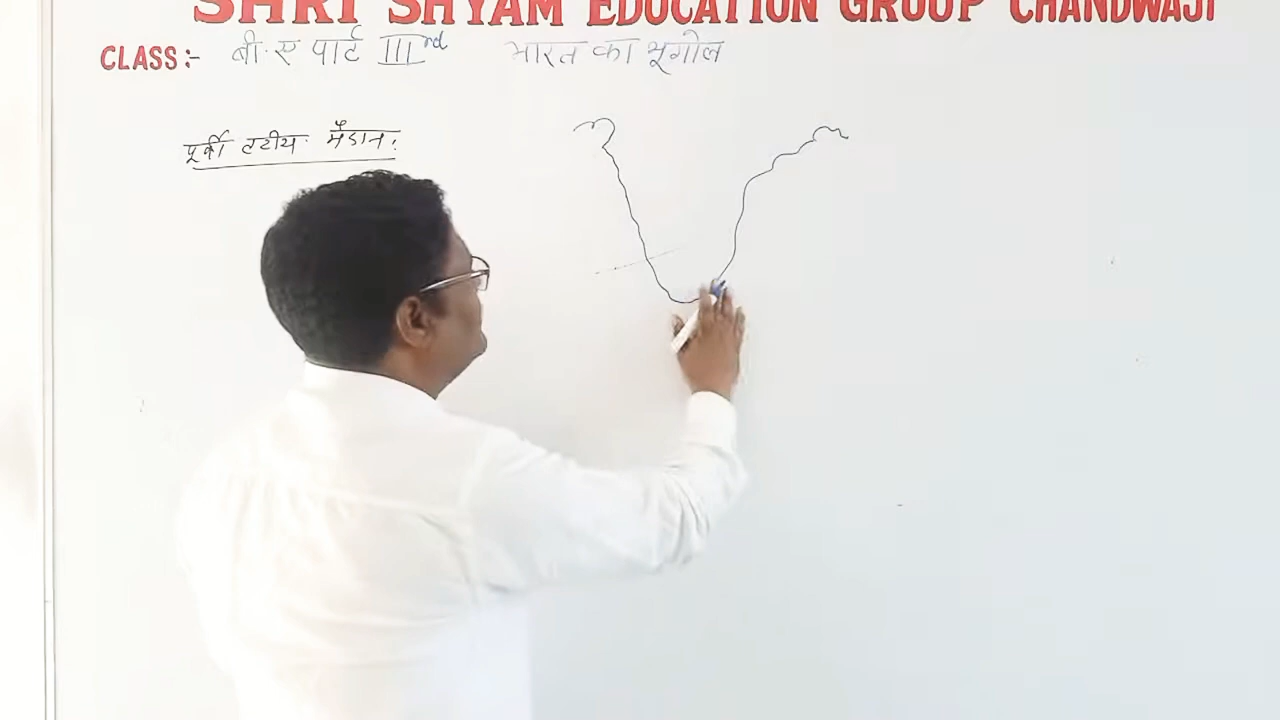 SHRI SHYAM EDUCATION GROUP CHANDWAJI
CLASS:- बी.ए पार्ट III rd भारत का भूगोल
पूर्वी तटीय मैदान: